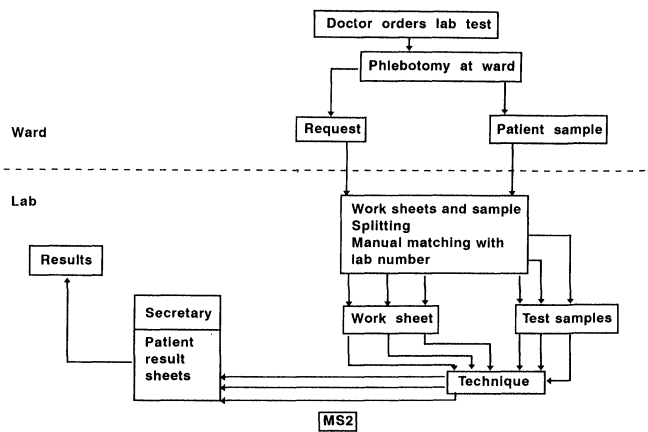 Doctor orders lab test
Phlebotomy at ward
Request
Patient sample
Ward
Lab
Work sheets and sample
Splitting
Manual matching with
lab number
Results
Secretary
Patient
result
sheets
Work sheet
Test samples
Technique
MS2